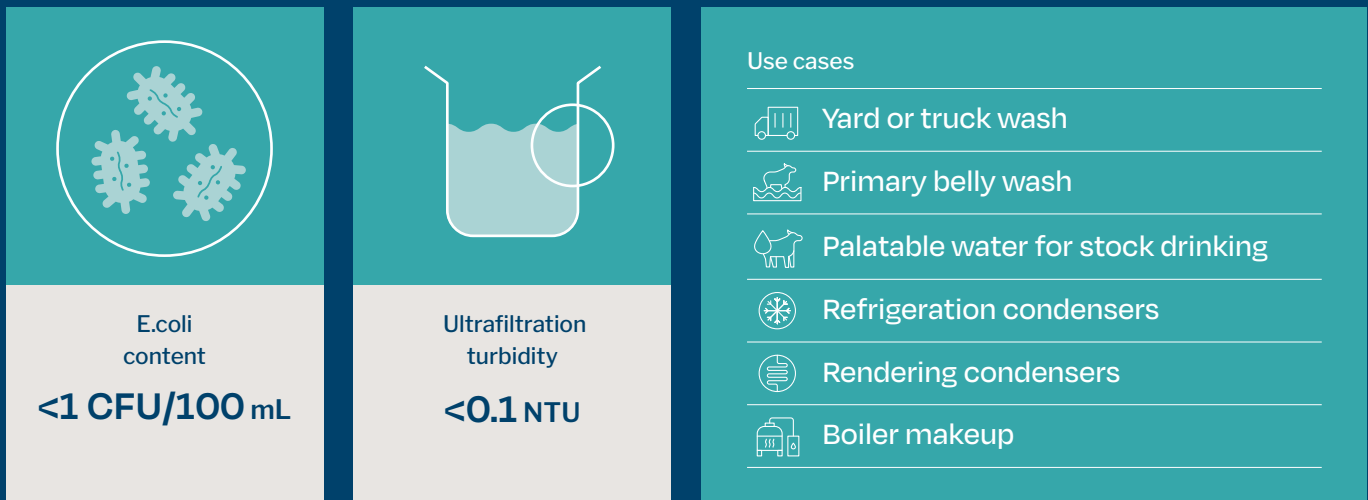 E.coli
content
<1 CFU/100 mL
Ultrafiltration
turbidity
<0.1 NTU
Use cases
Yard or truck wash
Primary belly wash
Palatable water for stock drinking
Refrigeration condensers
Rendering condensers
Boiler makeup